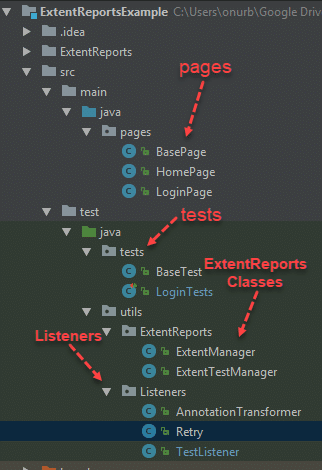 ExtentReportsExample C:\Users\onurb\Google Driv
.idea
ExtentReports
src
pages
main
java
pages
BasePage
HomePage
LoginPage
test
tests
java
tests
BaseTest
ExtentReports
Classes
LoginTests
utils
Listeners
ExtentReports
ExtentManager
ExtentTestManager
Listeners
AnnotationTransformer
Retry
TestListener